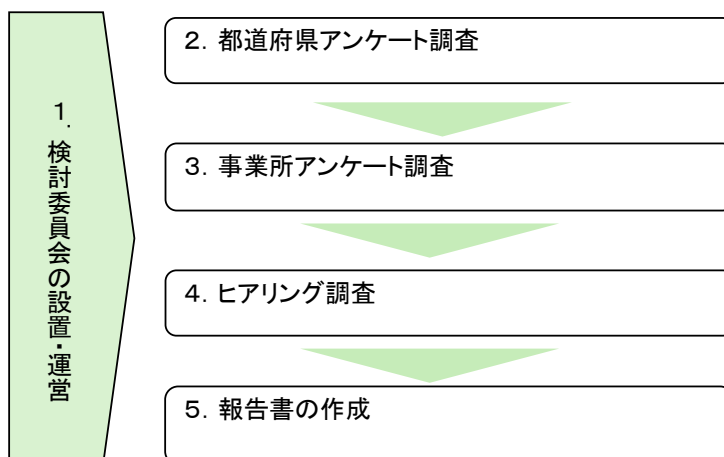 １．検討委員会の設置・運営
２．都道府県アンケート調査
３．事業所アンケート調査
４．ヒアリング調査
５．報告書の作成